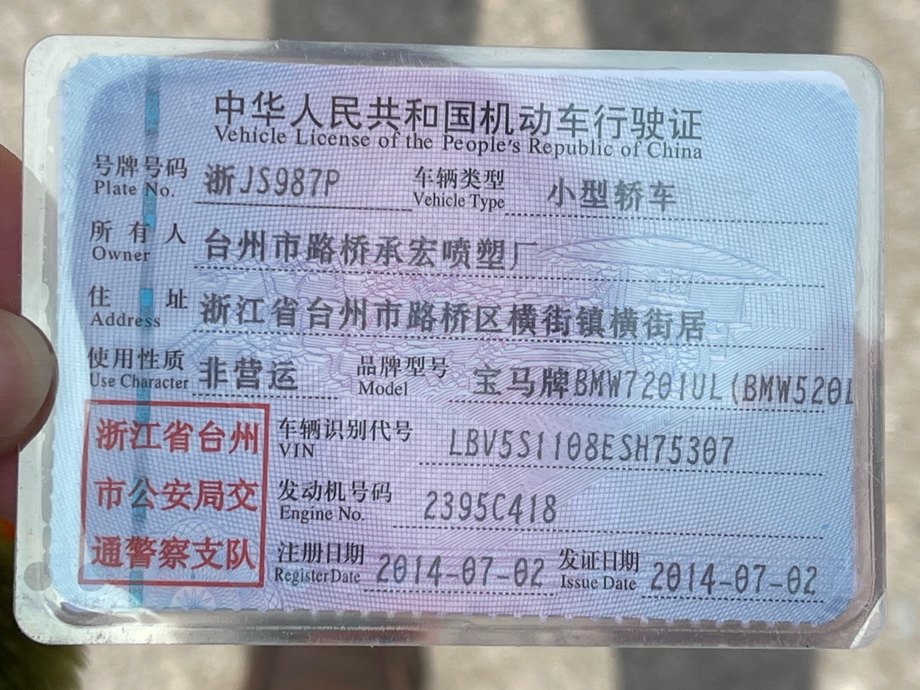 中华人民共和国机动车行驶证
Vehicle License of the People's Republic of China
号牌号码 浙JS987P 车辆类型 小型轿车
Plate No. Vehicle Type
所有人 台州市路桥承宏喷塑厂
Owner
住址 浙江省台州市路桥区横街镇横街居
Address
使用性质 非营运 品牌型号 宝马牌BMW7201UL(BMW520L
Use Character Model
浙江省台州
市公安局交
通警察支队
车辆识别代号 LBV5S1108ESH75307
VIN
发动机号码 2395C418
Engine No.
注册日期 2014-07-02 发证日期 2014-07-02
Register Date Issue Date